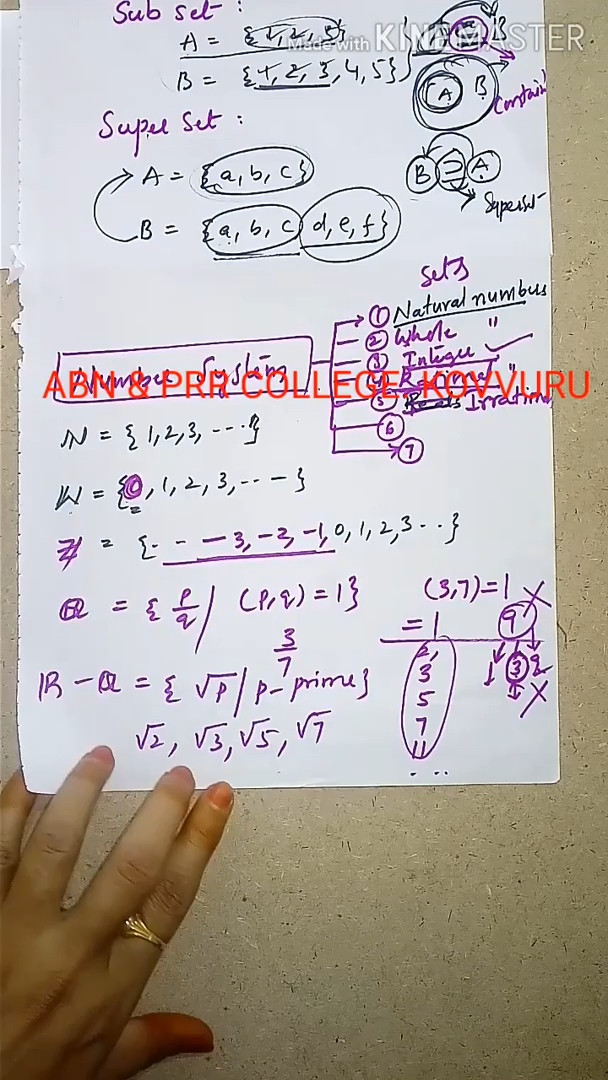 Sub set :
A = {1, 2, 3}
Made with KINEMASTER
B = {1, 2, 3, 4, 5}
A B
Contain
Super Set :
A = {a, b, c}
B ⊇ A
Superset
B = {a, b, c, d, e, f}
Sets
Number System
① Natural numbers
② Whole "
③ Integer
④ Rational "
⑤ Irrational
⑥
⑦
ABN & PRR COLLEGE- KOVVURU
N = {1,2,3, ....}
W = {0, 1, 2, 3, ....}
Z = {- - - -3, -2, -1, 0, 1, 2, 3 ..}
Q = { p/q / (p,q) = 1}
3/7
(3,7) = 1
= 1
9
1 3 9
2,
3
5
7
11
...
R - Q = { √p / p - prime}
√2, √3, √5, √7